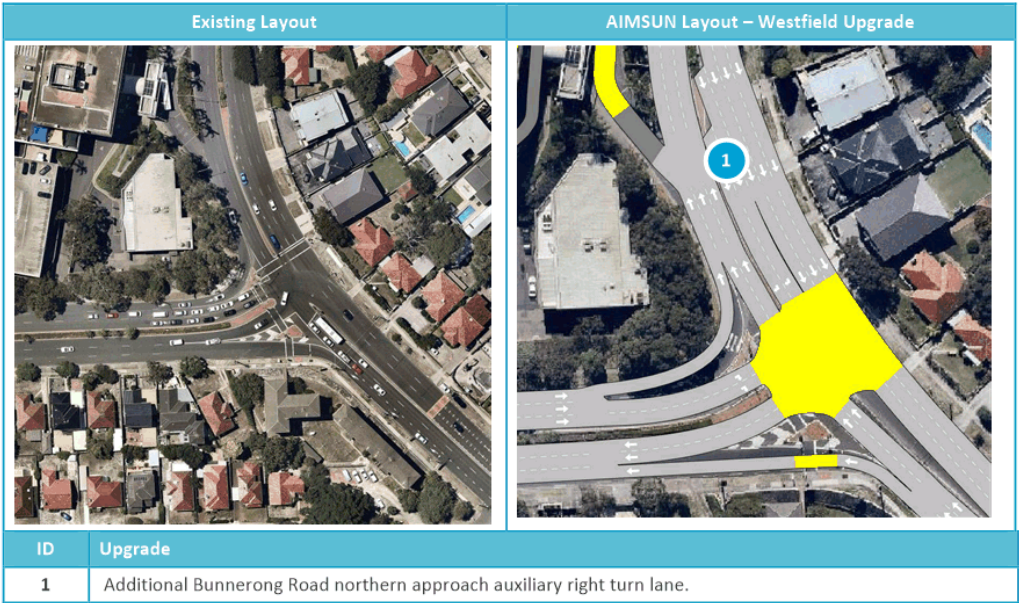 Existing Layout
AIMSUN Layout – Westfield Upgrade
1
ID Upgrade
1 Additional Bunnerong Road northern approach auxiliary right turn lane.